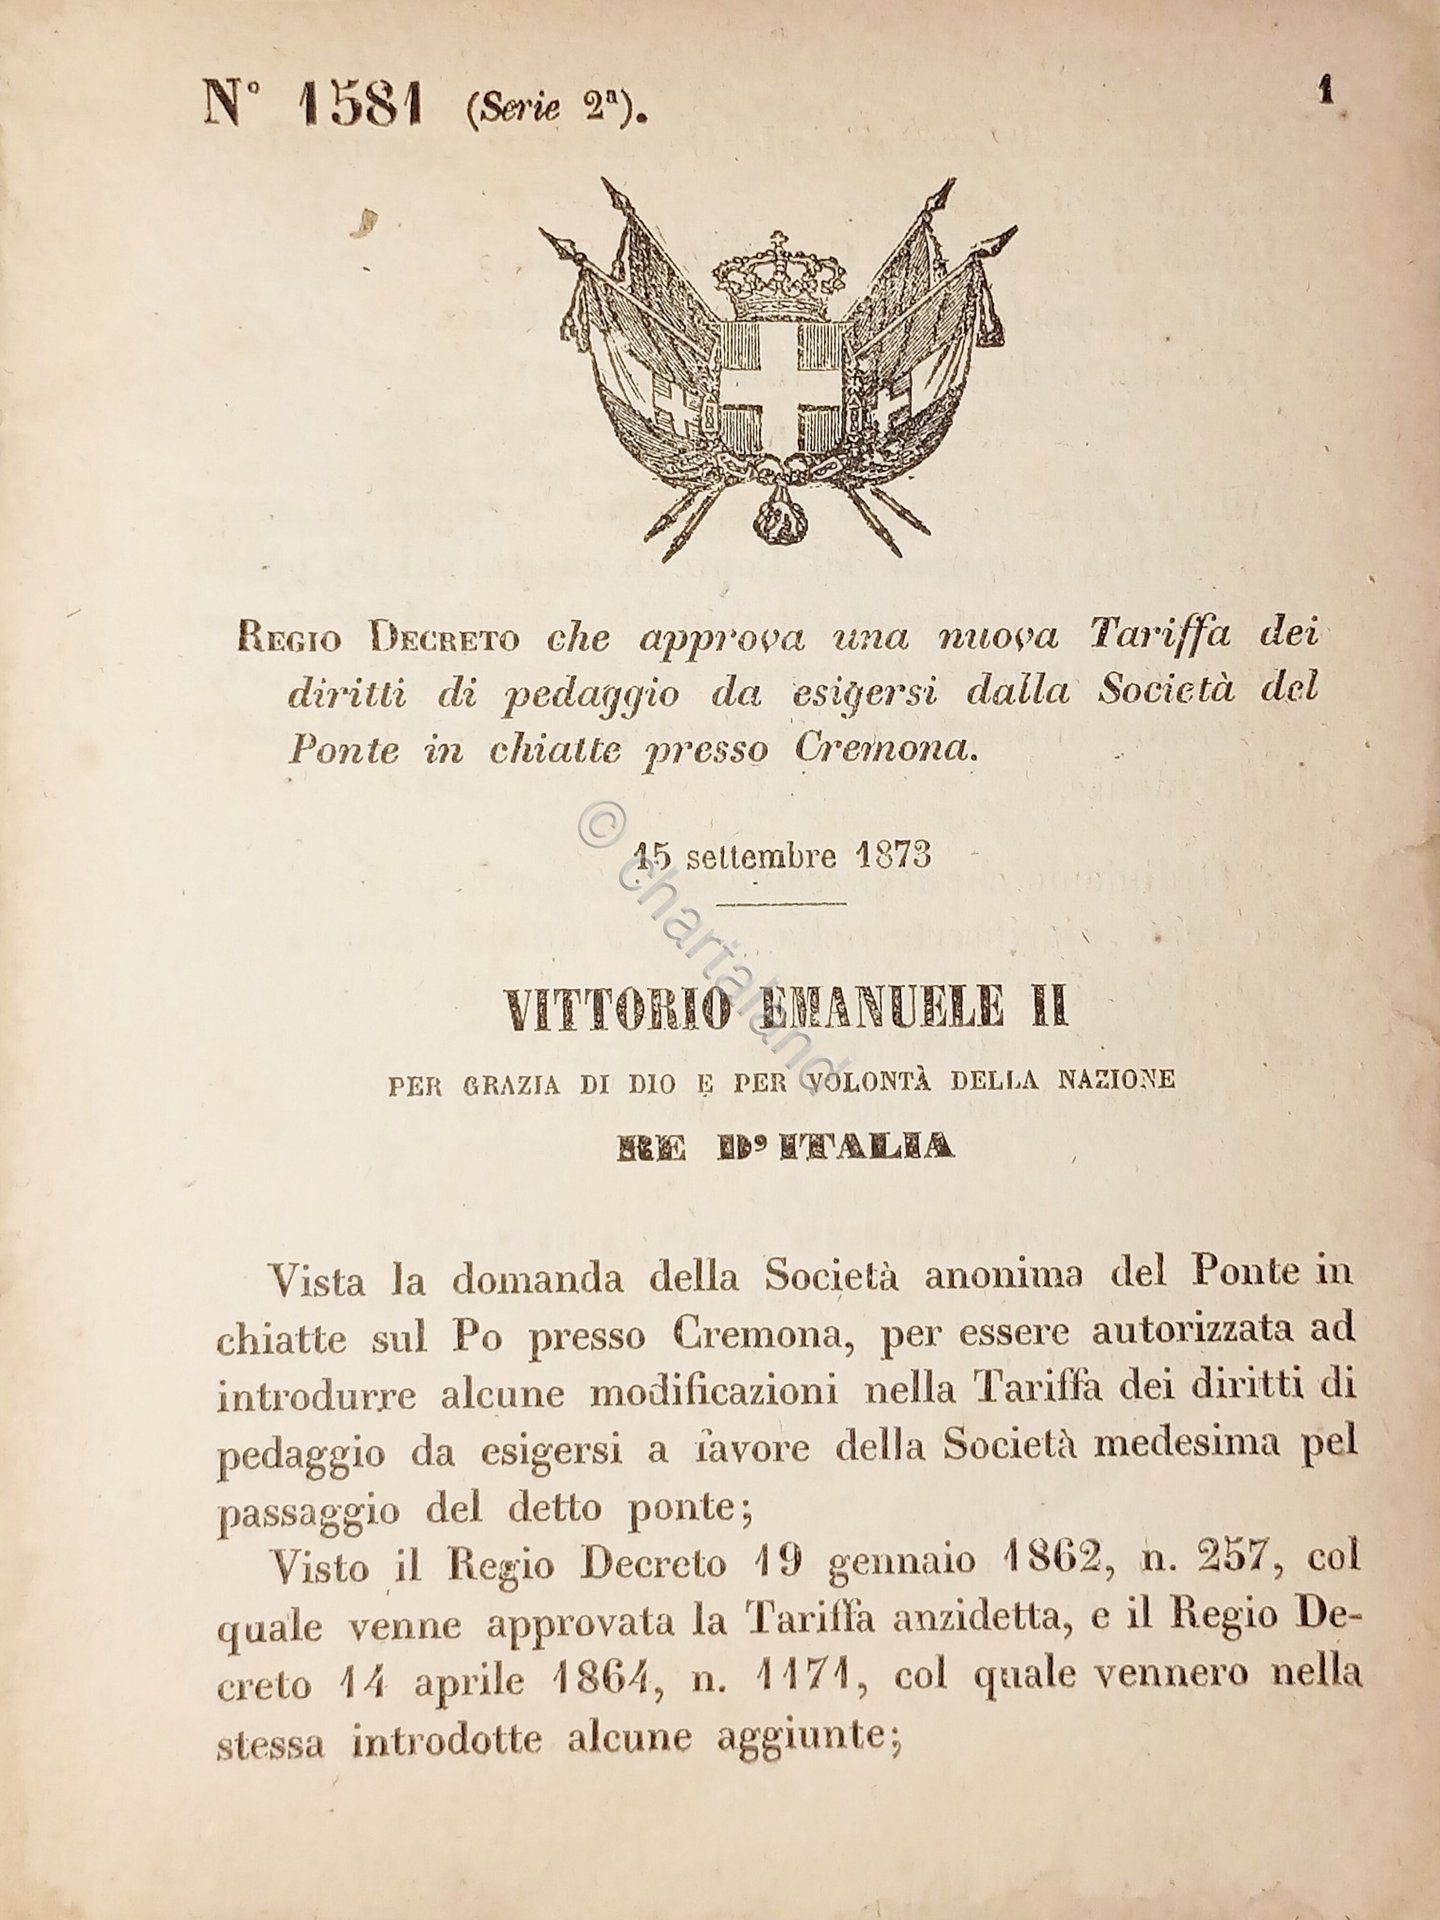 N° 1581 (Serie 2ª).
1
REGIO DECRETO che approva una nuova Tariffa dei
diritti di pedaggio da esigersi dalla Società del
Ponte in chiatte presso Cremona.
15 settembre 1873
VITTORIO EMANUELE II
PER GRAZIA DI DIO E PER VOLONTÀ DELLA NAZIONE
RE D'ITALIA
Vista la domanda della Società anonima del Ponte in
chiatte sul Po presso Cremona, per essere autorizzata ad
introdurre alcune modificazioni nella Tariffa dei diritti di
pedaggio da esigersi a favore della Società medesima pel
passaggio del detto ponte;
Visto il Regio Decreto 19 gennaio 1862, n. 257, col
quale venne approvata la Tariffa anzidetta, e il Regio De-
creto 14 aprile 1864, n. 1171, col quale vennero nella
stessa introdotte alcune aggiunte;
© chartaland